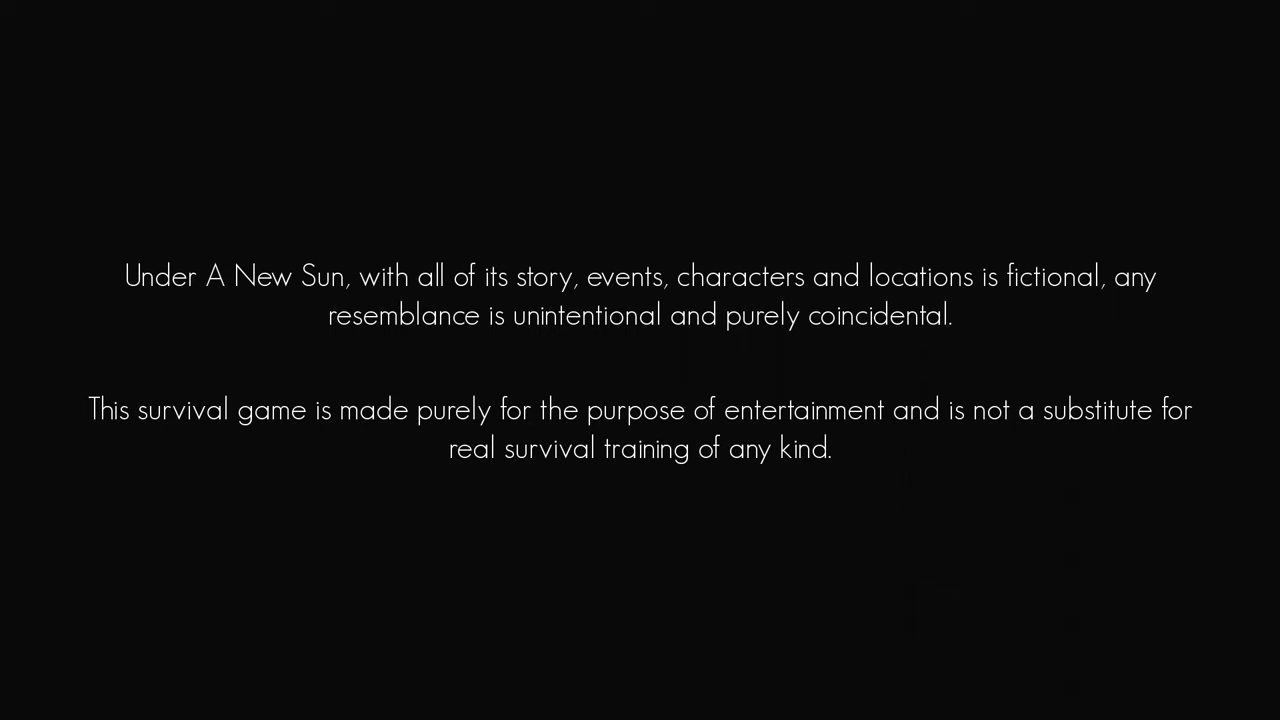 Under A New Sun, with all of its story, events, characters and locations is fictional, any
resemblance is unintentional and purely coincidental.
This survival game is made purely for the purpose of entertainment and is not a substitute for
real survival training of any kind.